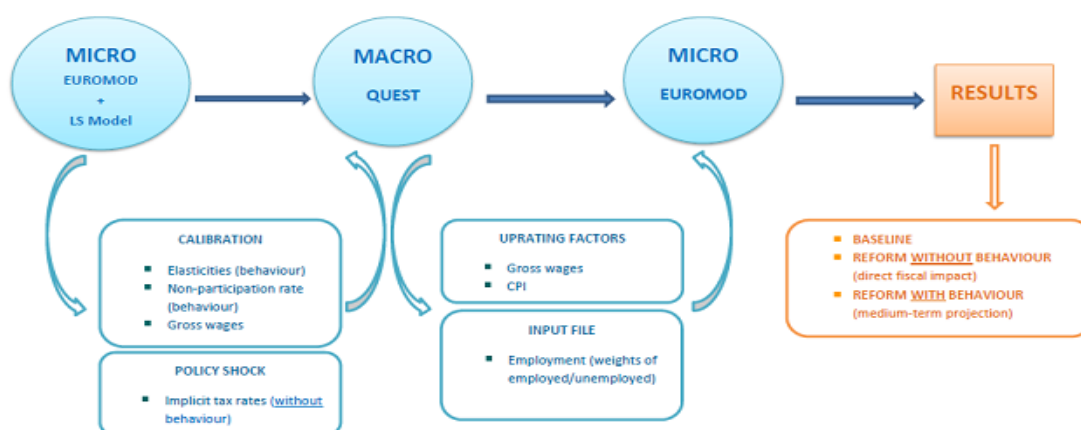 MICRO
EUROMOD
+
LS Model
MACRO
QUEST
MICRO
EUROMOD
RESULTS
CALIBRATION
Elasticities (behaviour)
Non-participation rate
(behaviour)
Gross wages
POLICY SHOCK
Implicit tax rates (without
behaviour)
UPRATING FACTORS
Gross wages
CPI
INPUT FILE
Employment (weights of
employed/unemployed)
BASELINE
REFORM WITHOUT BEHAVIOUR
(direct fiscal impact)
REFORM WITH BEHAVIOUR
(medium-term projection)